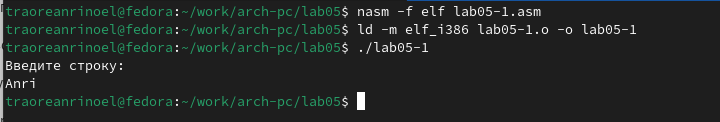 traoreanrinoel@fedora:~/work/arch-pc/lab05$ nasm -f elf lab05-1.asm
traoreanrinoel@fedora:~/work/arch-pc/lab05$ ld -m elf_i386 lab05-1.o -o lab05-1
traoreanrinoel@fedora:~/work/arch-pc/lab05$ ./lab05-1
Введите строку:
Anri
traoreanrinoel@fedora:~/work/arch-pc/lab05$